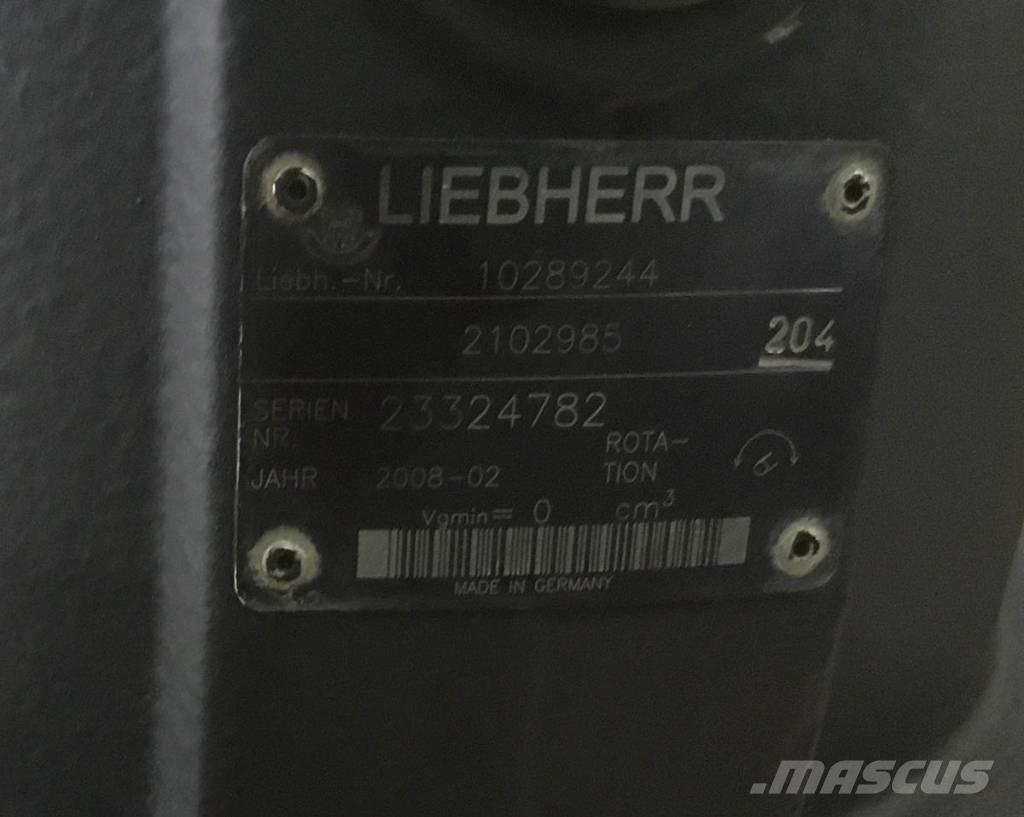 LIEBHERR
Liebh.-Nr. 10289244
2102985 204
SERIEN NR. 23324782
JAHR 2008-02 ROTA-
TION
Vgmin= 0 cm³
MADE IN GERMANY
.MASCUS